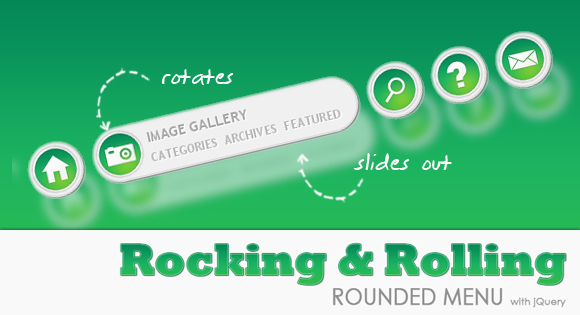 rotates
IMAGE GALLERY
CATEGORIES ARCHIVES FEATURED
?
slides out
Rocking & Rolling
ROUNDED MENU with jQuery